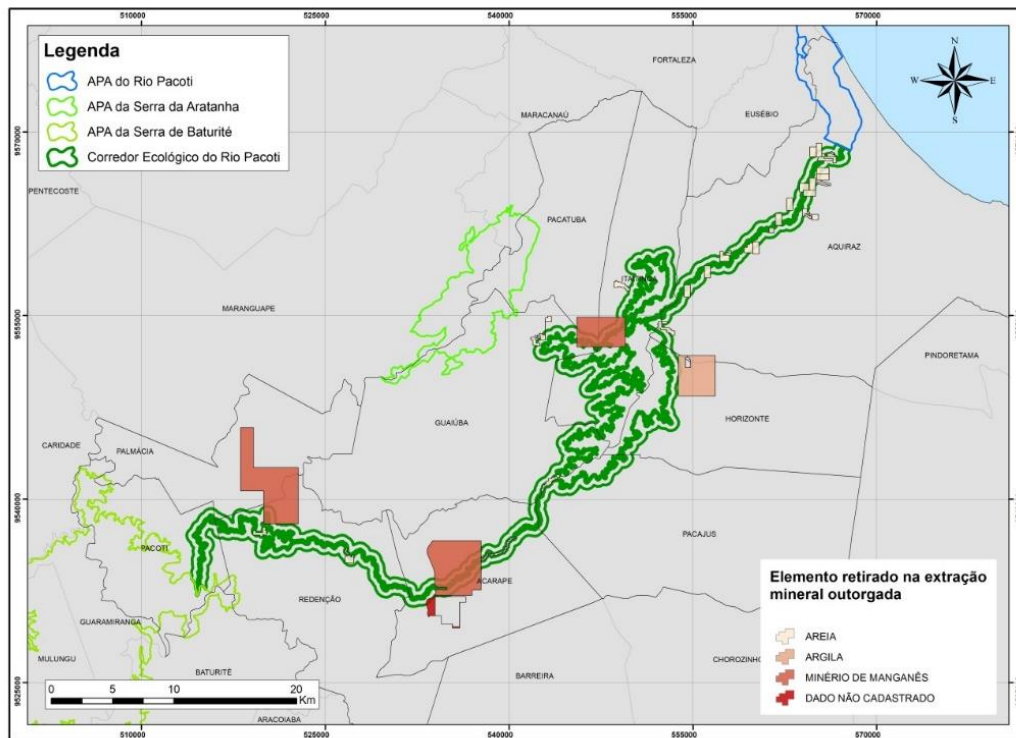 510000 525000 540000 555000 570000
Legenda
APA do Rio Pacoti
APA da Serra da Aratanha
APA da Serra de Baturité
Corredor Ecológico do Rio Pacoti
N
W E
S
FORTALEZA
MARACANAÚ
EUSÉBIO
9570000
PENTECOSTE
PACATUBA
AQUIRAZ
MARANGUAPE
9555000
PINDORETAMA
GUAIÚBA
HORIZONTE
CARIDADE
PALMÁCIA
9540000
PACOTI
PACAJUS
ACARAPE
REDENÇÃO
GUARAMIRANGA
MULUNGU
BATURITÉ
BARREIRA
CHOROZINHO
9525000
ARACOIABA
0 5 10 20
Km
Elemento retirado na extração
mineral outorgada
AREIA
ARGILA
MINÉRIO DE MANGANÊS
DADO NÃO CADASTRADO
510000 525000 540000 555000 570000